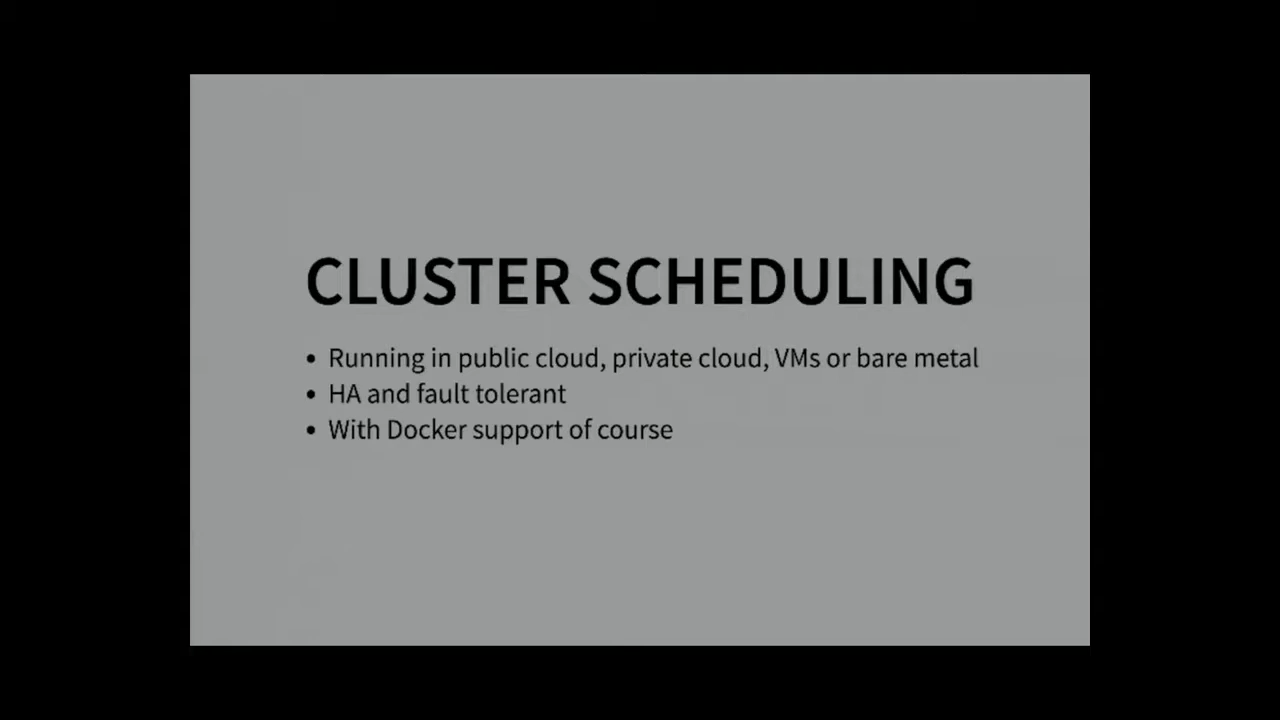 CLUSTER SCHEDULING
• Running in public cloud, private cloud, VMs or bare metal
• HA and fault tolerant
• With Docker support of course